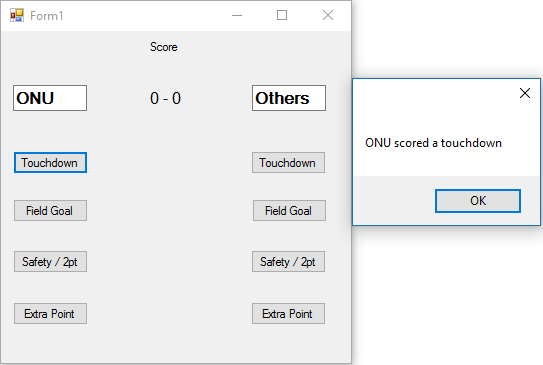 Form1
Score
ONU 0 - 0 Others
ONU scored a touchdown
Touchdown Touchdown
OK
Field Goal Field Goal
Safety / 2pt Safety / 2pt
Extra Point Extra Point